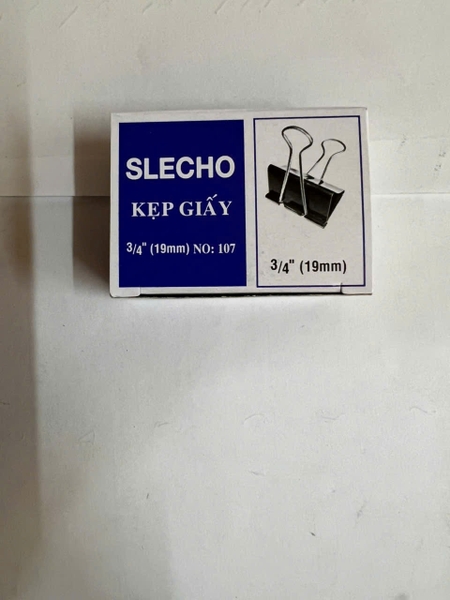 SLECHO
KẸP GIẤY
3/4" (19mm) NO: 107
3/4" (19mm)